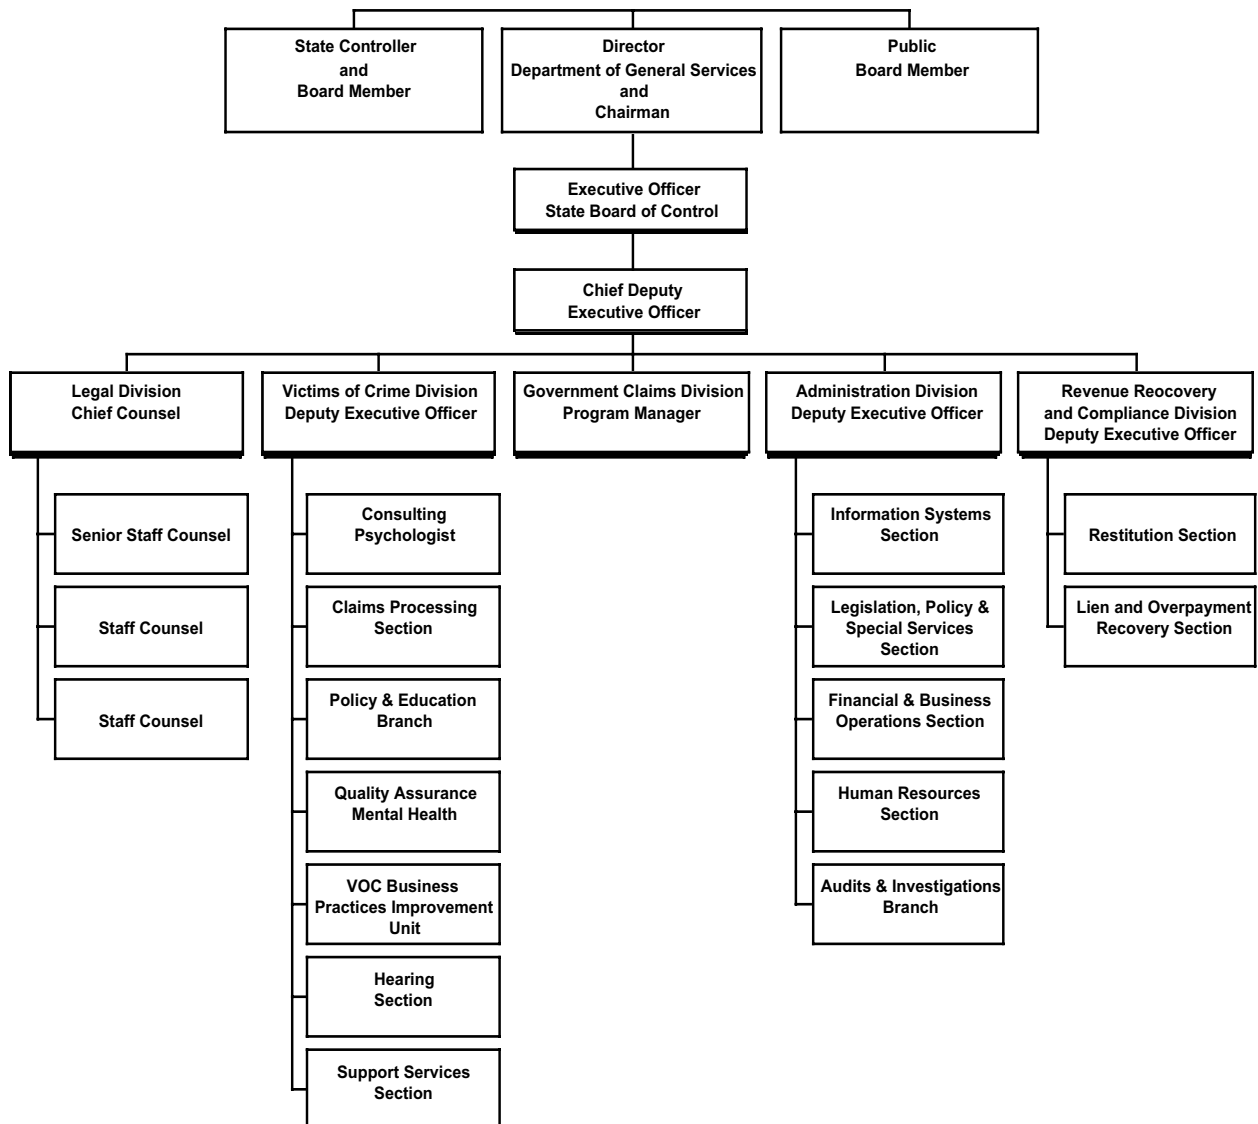 State Controller
and
Board Member
Director
Department of General Services
and
Chairman
Public
Board Member
Executive Officer
State Board of Control
Chief Deputy
Executive Officer
Legal Division
Chief Counsel
Victims of Crime Division
Deputy Executive Officer
Government Claims Division
Program Manager
Administration Division
Deputy Executive Officer
Revenue Reocovery
and Compliance Division
Deputy Executive Officer
Senior Staff Counsel
Staff Counsel
Staff Counsel
Consulting
Psychologist
Claims Processing
Section
Policy & Education
Branch
Quality Assurance
Mental Health
VOC Business
Practices Improvement
Unit
Hearing
Section
Support Services
Section
Information Systems
Section
Legislation, Policy &
Special Services
Section
Financial & Business
Operations Section
Human Resources
Section
Audits & Investigations
Branch
Restitution Section
Lien and Overpayment
Recovery Section